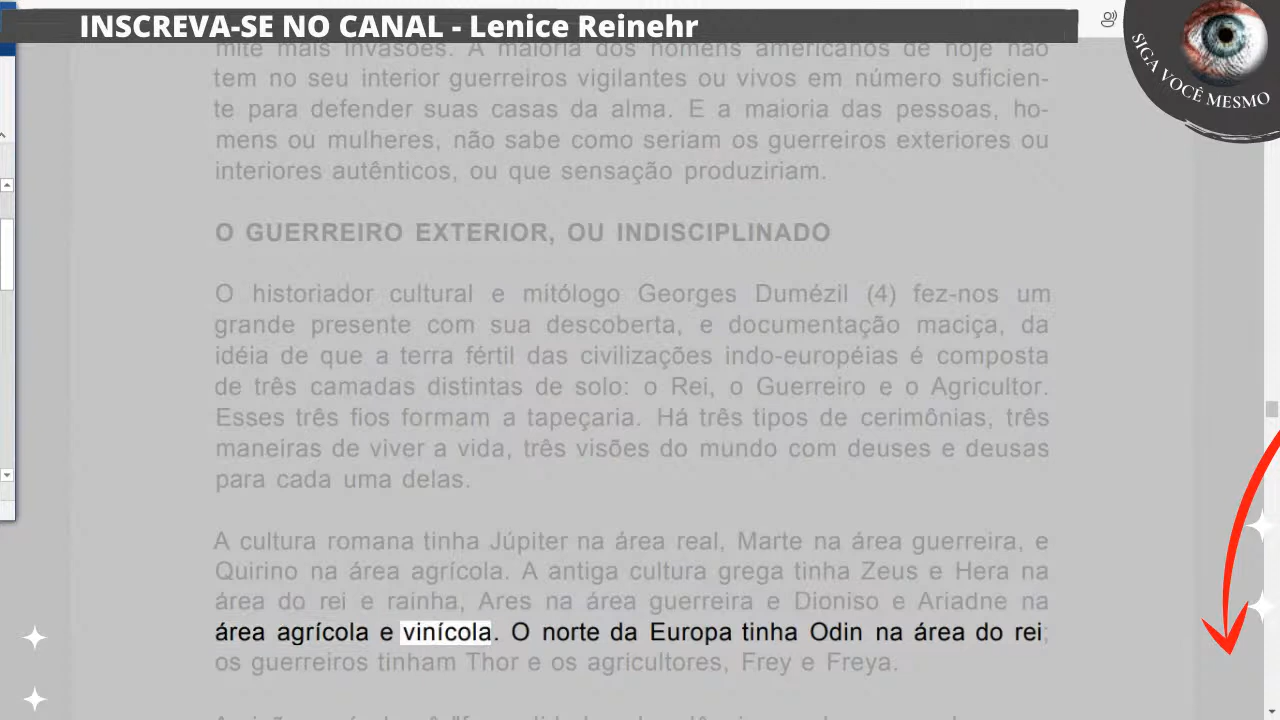 INSCREVA-SE NO CANAL - Lenice Reinehr
SIGA VOCÊ MESMO
mite mais invasões. A maioria dos homens americanos de hoje não
tem no seu interior guerreiros vigilantes ou vivos em número suficien-
te para defender suas casas da alma. E a maioria das pessoas, ho-
mens ou mulheres, não sabe como seriam os guerreiros exteriores ou
interiores autênticos, ou que sensação produziriam.
O GUERREIRO EXTERIOR, OU INDISCIPLINADO
O historiador cultural e mitólogo Georges Dumézil (4) fez-nos um
grande presente com sua descoberta, e documentação maciça, da
idéia de que a terra fértil das civilizações indo-européias é composta
de três camadas distintas de solo: o Rei, o Guerreiro e o Agricultor.
Esses três fios formam a tapeçaria. Há três tipos de cerimônias, três
maneiras de viver a vida, três visões do mundo com deuses e deusas
para cada uma delas.
A cultura romana tinha Júpiter na área real, Marte na área guerreira, e
Quirino na área agrícola. A antiga cultura grega tinha Zeus e Hera na
área do rei e rainha, Ares na área guerreira e Dioniso e Ariadne na
área agrícola e vinícola. O norte da Europa tinha Odin na área do rei;
os guerreiros tinham Thor e os agricultores, Frey e Freya.